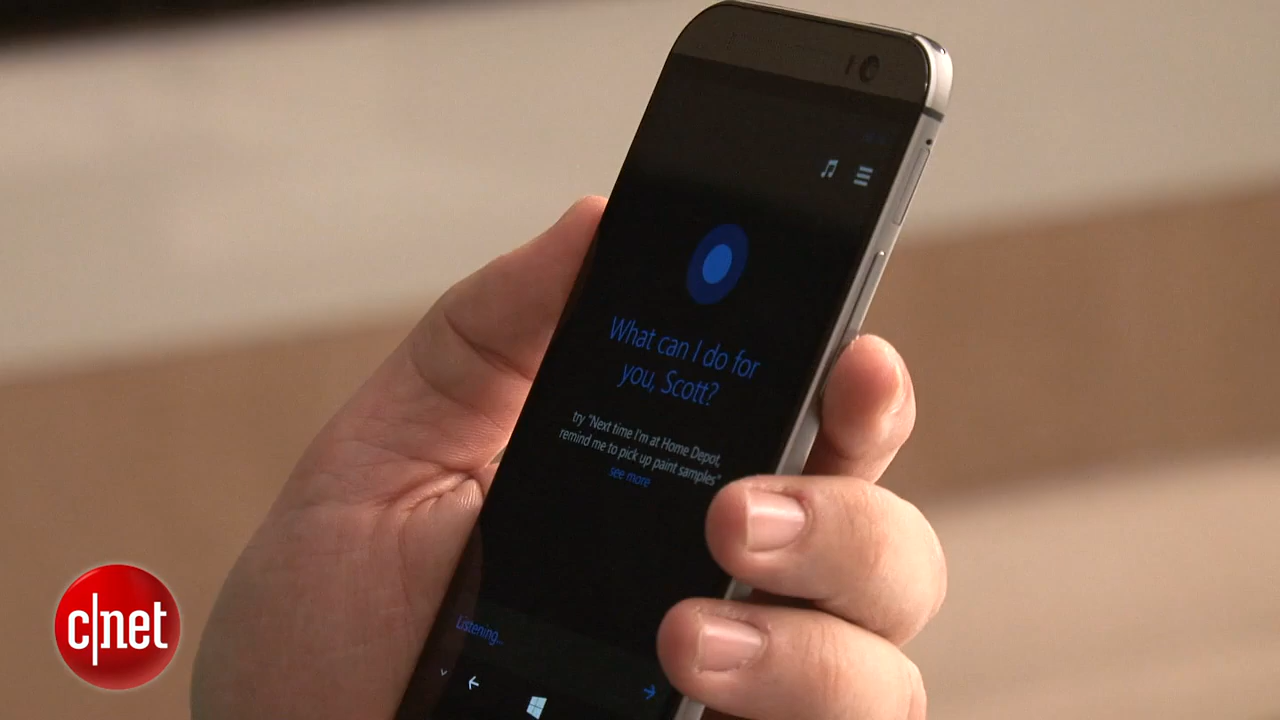 What can I do for
you, Scott?
try "Next time I'm at Home Depot,
remind me to pick up paint samples"
see more
Listening...
c|net